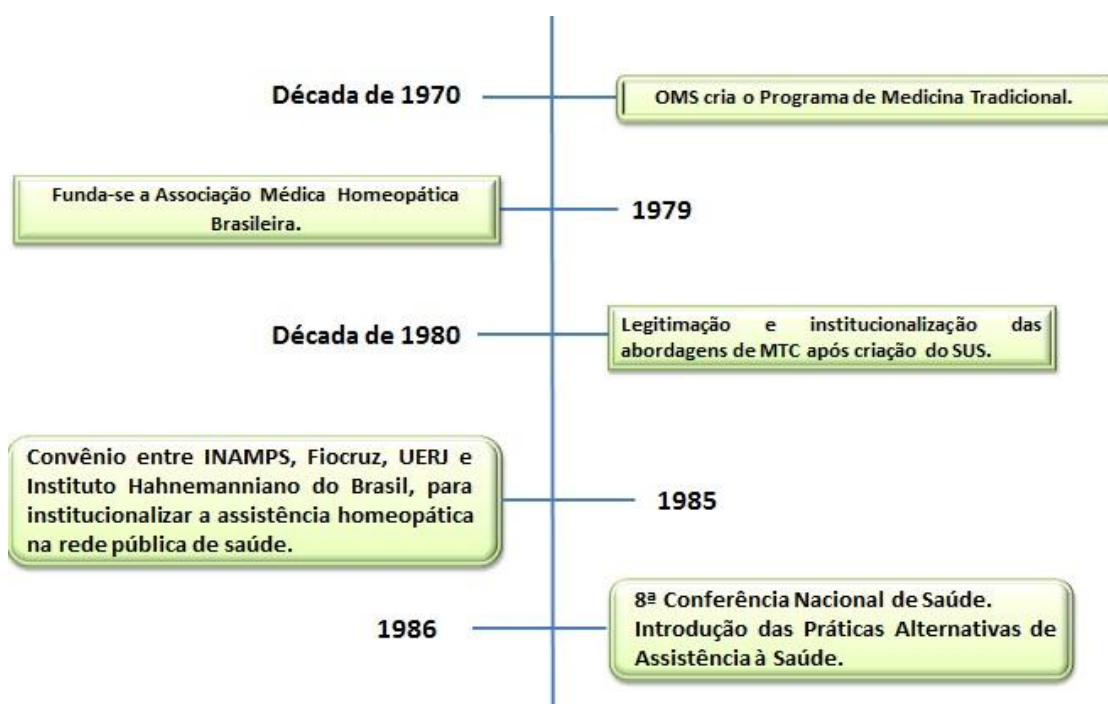 Década de 1970
OMS cria o Programa de Medicina Tradicional.
Funda-se a Associação Médica Homeopática
Brasileira.
1979
Década de 1980
Legitimação e institucionalização das
abordagens de MTC após criação do SUS.
Convênio entre INAMPS, Fiocruz, UERJ e
Instituto Hahnemanniano do Brasil, para
institucionalizar a assistência homeopática
na rede pública de saúde.
1985
1986
8ª Conferência Nacional de Saúde.
Introdução das Práticas Alternativas de
Assistência à Saúde.